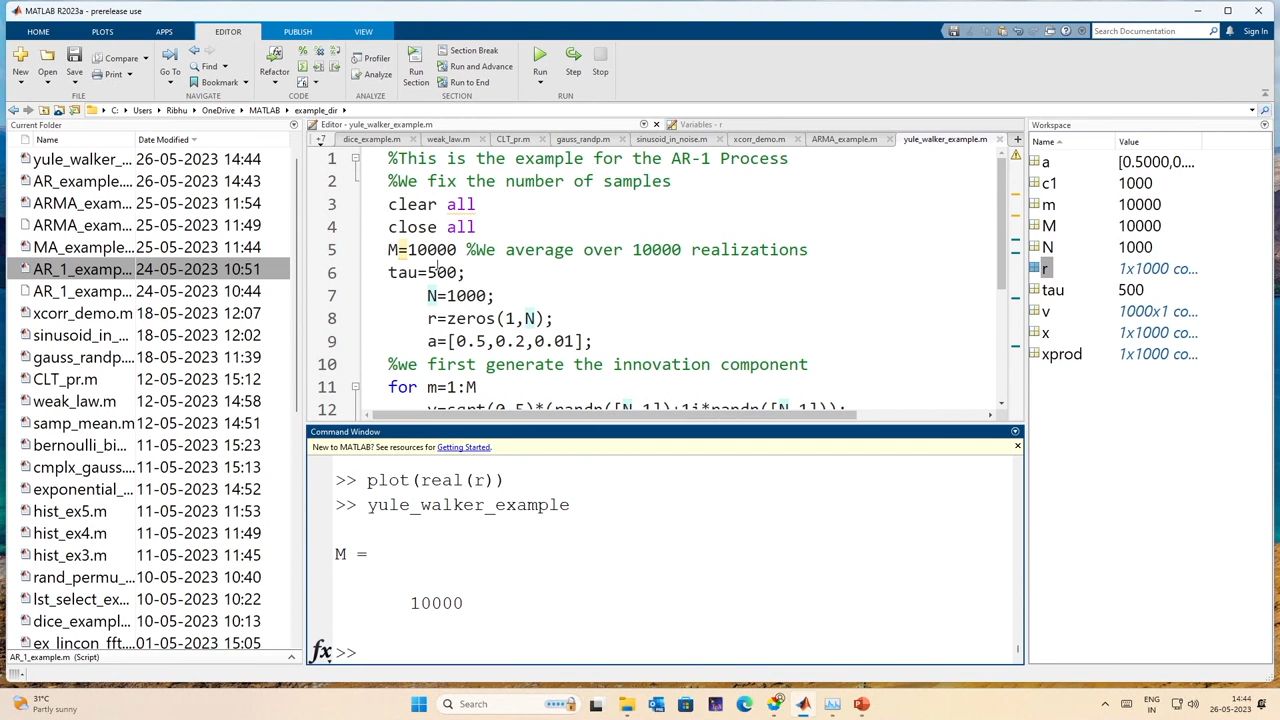 MATLAB R2023a - prerelease use
HOME PLOTS APPS EDITOR PUBLISH VIEW
Search Documentation
Sign In
New Open Save
Compare
Print
Go To
Find
Bookmark
Refactor
Profiler
Analyze
Run Section
Section Break
Run and Advance
Run to End
Run Step Stop
FILE NAVIGATE CODE ANALYZE SECTION RUN
C: Users Ribhu OneDrive MATLAB example_dir
Current Folder
Name Date Modified
yule_walker_... 26-05-2023 14:44
AR_example.... 26-05-2023 14:43
ARMA_exam... 25-05-2023 11:54
ARMA_exam... 25-05-2023 11:49
MA_example... 25-05-2023 11:44
AR_1_examp... 24-05-2023 10:51
AR_1_examp... 24-05-2023 10:14
xcorr_demo.m 18-05-2023 12:07
sinusoid_in_... 18-05-2023 11:44
gauss_randp... 18-05-2023 11:39
CLT_pr.m 12-05-2023 15:12
weak_law.m 12-05-2023 14:58
samp_mean.m 12-05-2023 14:51
bernoulli_bi... 11-05-2023 15:23
cmplx_gauss... 11-05-2023 15:13
exponential_... 11-05-2023 14:52
hist_ex5.m 11-05-2023 11:53
hist_ex4.m 11-05-2023 11:49
hist_ex3.m 11-05-2023 11:45
rand_permu_... 10-05-2023 10:40
lst_select_ex... 10-05-2023 10:22
dice_exampl... 10-05-2023 10:13
ex_lincon_fft... 01-05-2023 15:05
AR_1_example.m (Script)
Editor - yule_walker_example.m
Variables - r
+7 dice_example.m weak_law.m CLT_pr.m gauss_randp.m sinusoid_in_noise.m xcorr_demo.m ARMA_example.m yule_walker_example.m
1 %This is the example for the AR-1 Process
2 %We fix the number of samples
3 clear all
4 close all
5 M=10000 %We average over 10000 realizations
6 tau=500;
7 N=1000;
8 r=zeros(1,N);
9 a=[0.5,0.2,0.01];
10 %we first generate the innovation component
11 for m=1:M
12 v=sqrt(0.5)*(randn([N,1])+1i*randn([N,1]));
Command Window
New to MATLAB? See resources for Getting Started.
>> plot(real(r))
>> yule_walker_example
M =
10000
fx >>
Workspace
Name Value
a [0.5000,0....
c1 1000
m 10000
M 10000
N 1000
r 1x1000 co...
tau 500
v 1000x1 co...
x 1x1000 co...
xprod 1x1000 co...
31°C
Partly sunny
Search
ENG
IN
14:44
26-05-2023